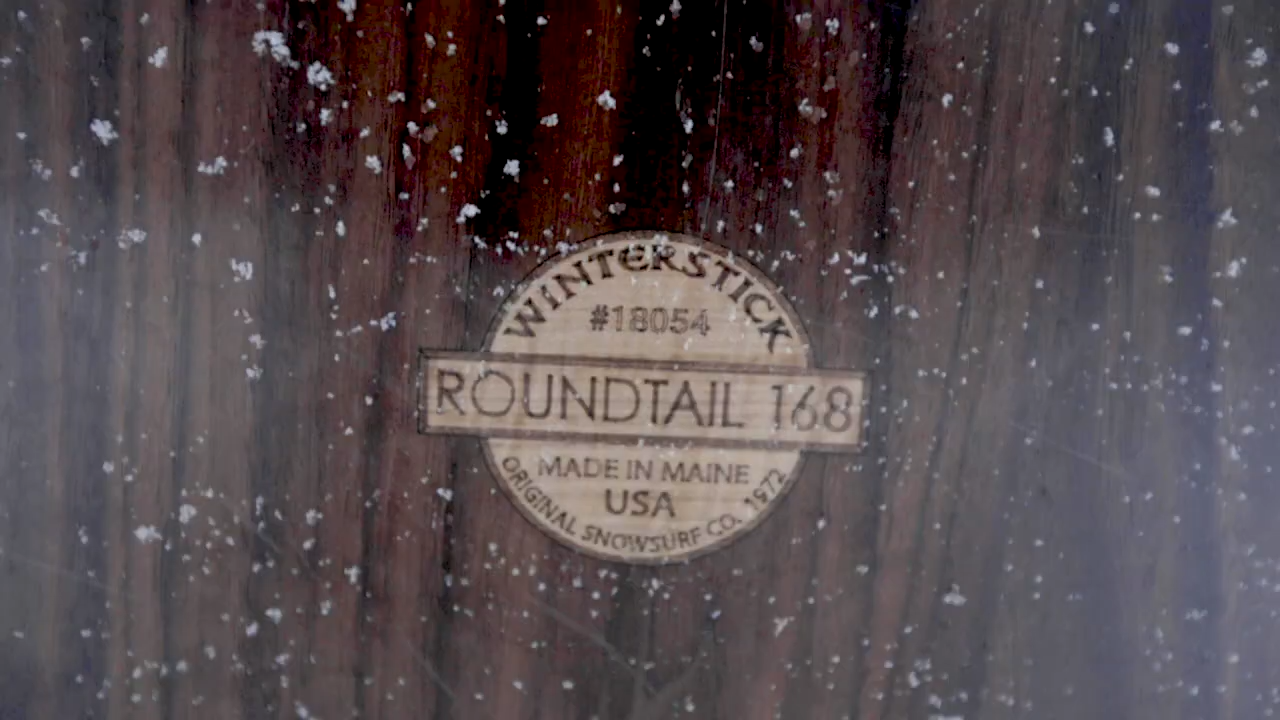 WINTERSTICK
#18054
ROUNDTAIL 168
MADE IN MAINE
USA
ORIGINAL SNOWSURF CO. 1972